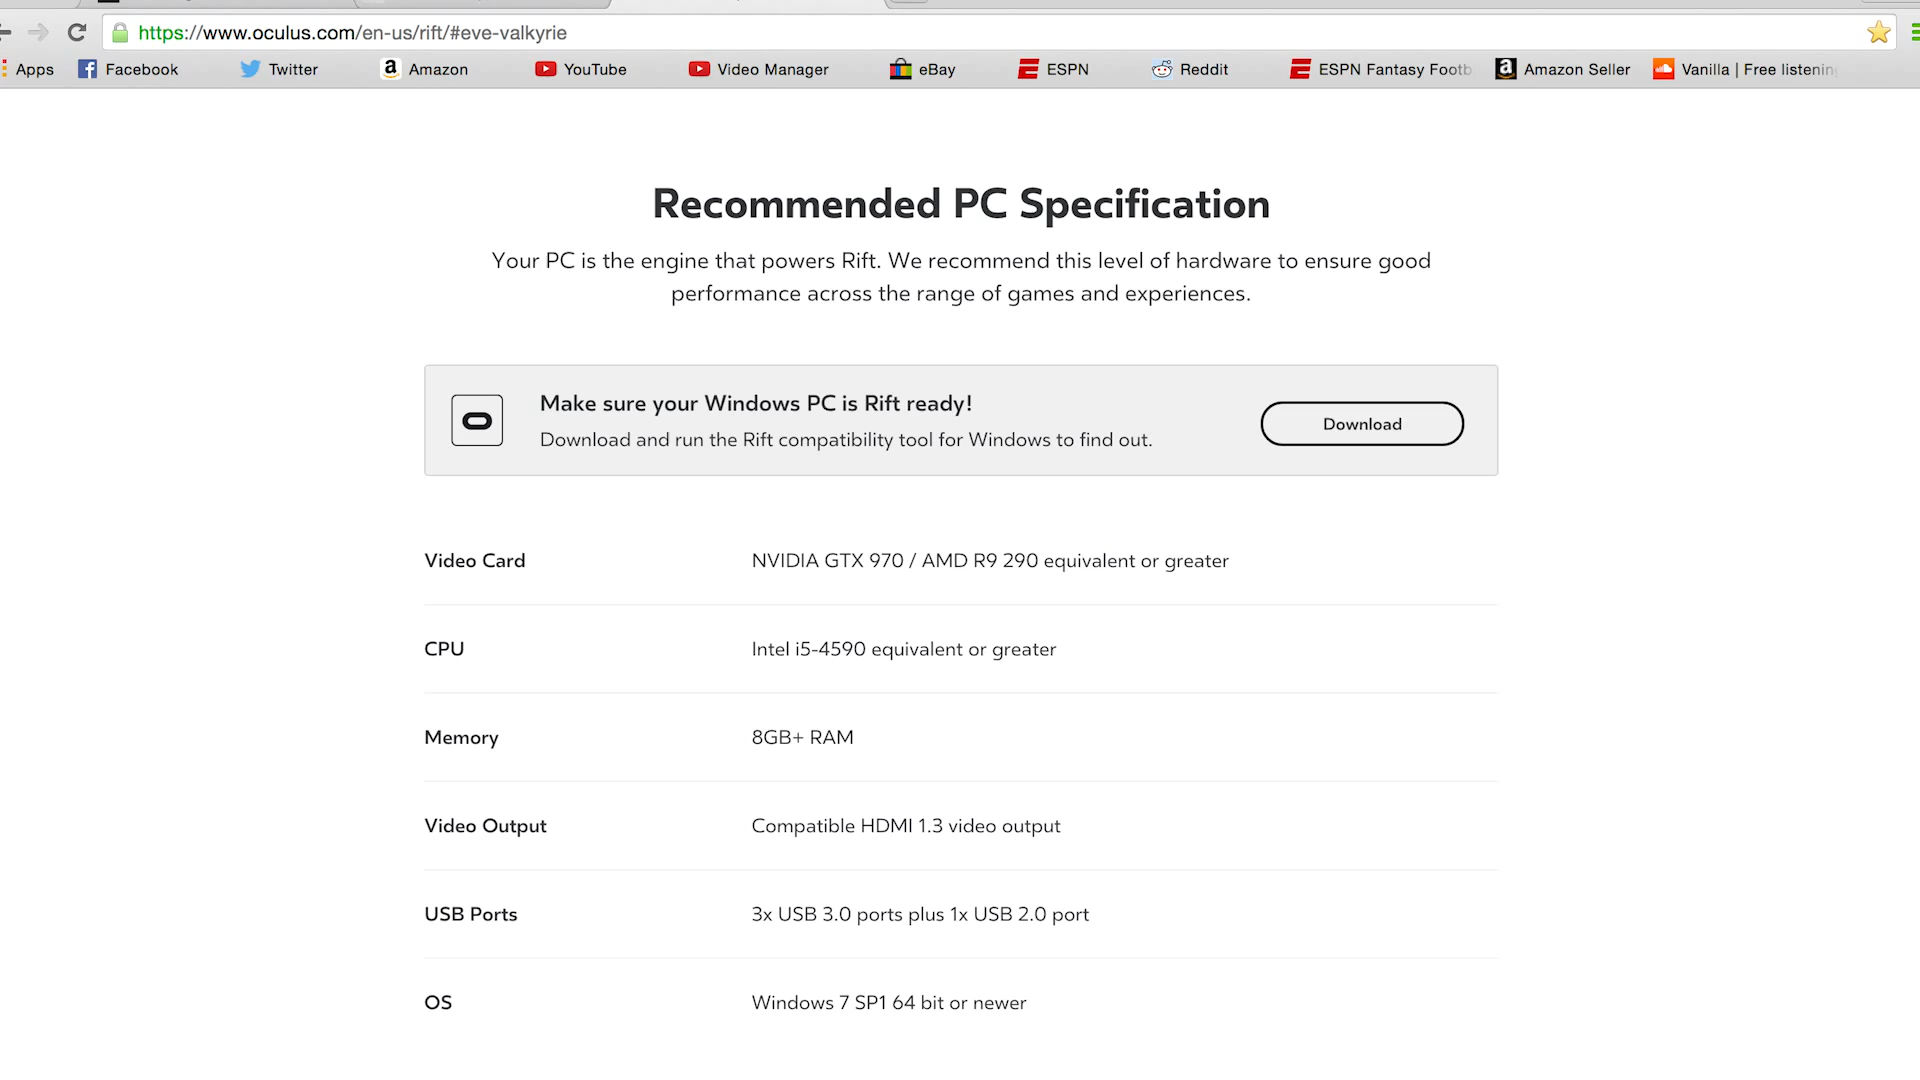 https://www.oculus.com/en-us/rift/#eve-valkyrie
Apps Facebook Twitter Amazon YouTube Video Manager eBay ESPN Reddit ESPN Fantasy Footb Amazon Seller Vanilla | Free listening
Recommended PC Specification
Your PC is the engine that powers Rift. We recommend this level of hardware to ensure good
performance across the range of games and experiences.
Make sure your Windows PC is Rift ready!
Download and run the Rift compatibility tool for Windows to find out.
Download
Video Card NVIDIA GTX 970 / AMD R9 290 equivalent or greater
CPU Intel i5-4590 equivalent or greater
Memory 8GB+ RAM
Video Output Compatible HDMI 1.3 video output
USB Ports 3x USB 3.0 ports plus 1x USB 2.0 port
OS Windows 7 SP1 64 bit or newer